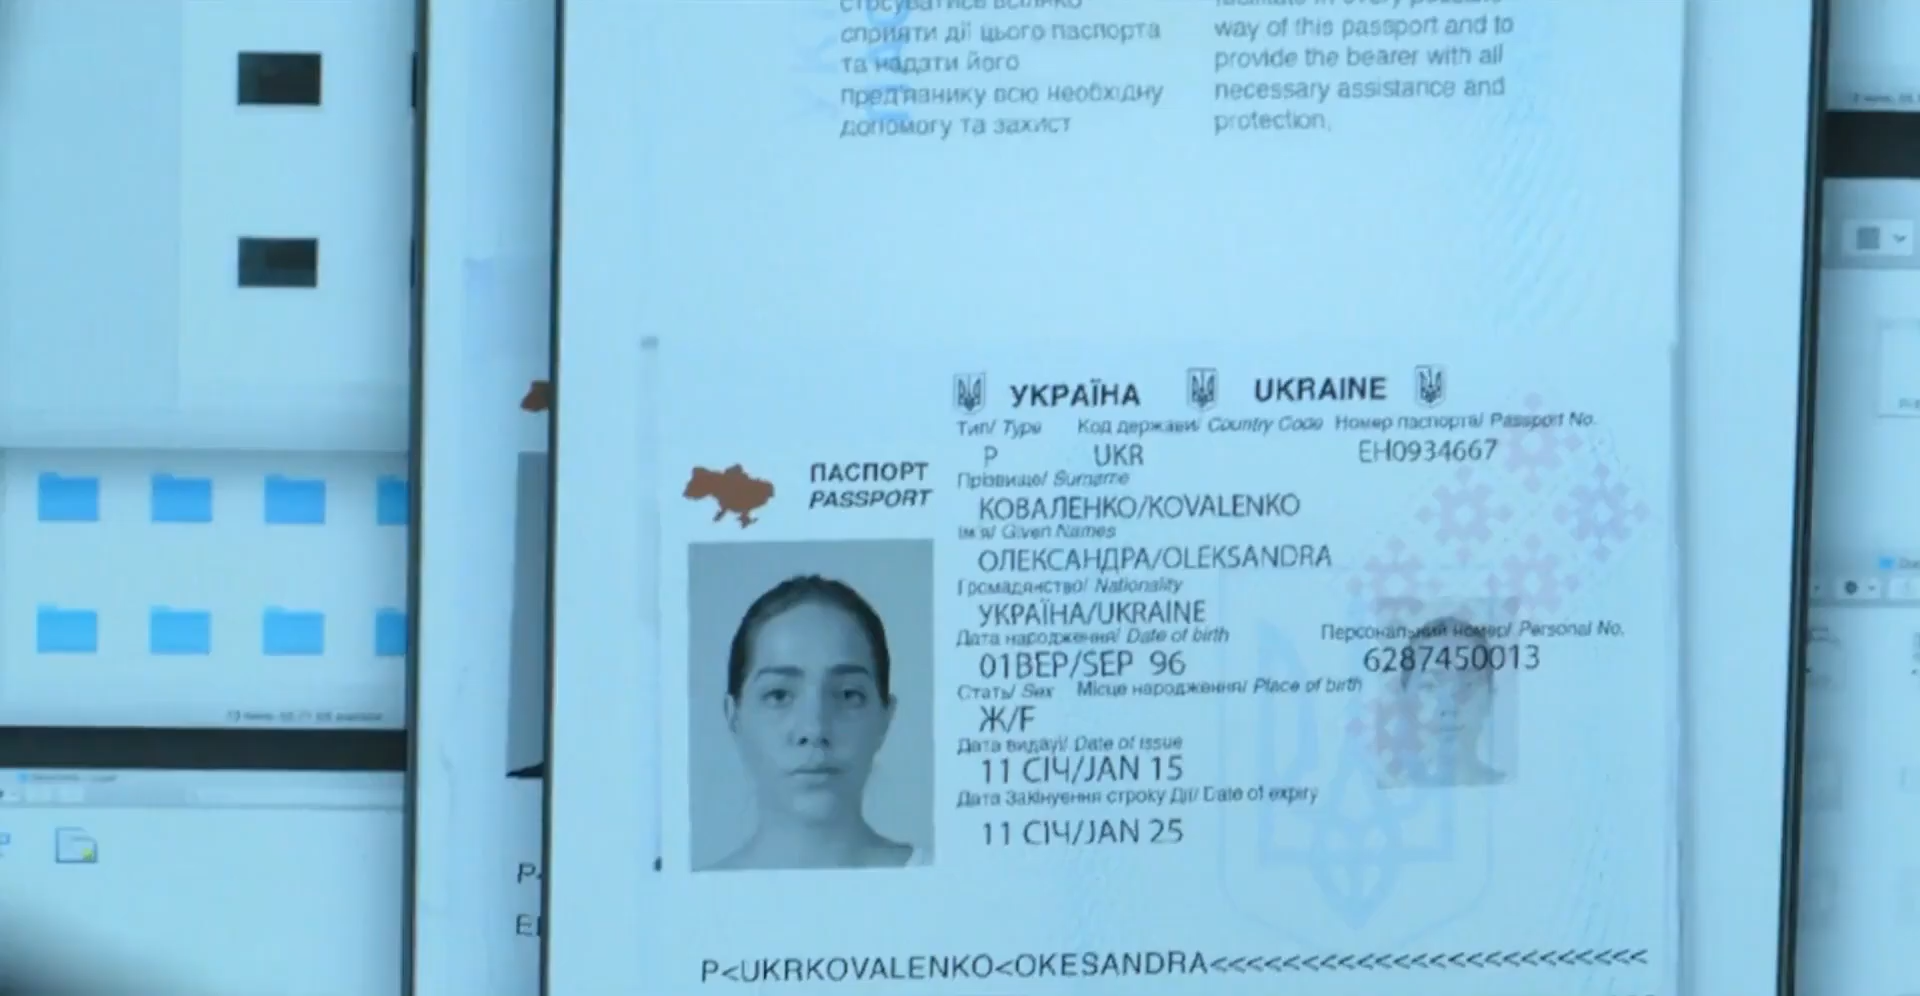 сприяти дії цього паспорта
та надати його
пред'явнику всю необхідну
допомогу та захист
way of this passport and to
provide the bearer with all
necessary assistance and
protection,
УКРАЇНА UKRAINE
Тип/ Type Код держави/ Country Code Номер паспорта/ Passport No.
P UKR EH0934667
ПАСПОРТ
PASSPORT
Прізвище/ Surname
КОВАЛЕНКО/KOVALENKO
Ім'я/ Given Names
ОЛЕКСАНДРА/OLEKSANDRA
Громадянство/ Nationality
УКРАЇНА/UKRAINE
Дата народження/ Date of birth Персональний номер/ Personal No.
01ВЕР/SEP 96 6287450013
Стать/ Sex Місце народження/ Place of birth
Ж/F
Дата видачі/ Date of issue
11 СІЧ/JAN 15
Дата Закінчення строку Дії/ Date of expiry
11 СІЧ/JAN 25
P<UKRKOVALENKO<OKESANDRA<<<<<<<<<<<<<<<<<<<<<<<<